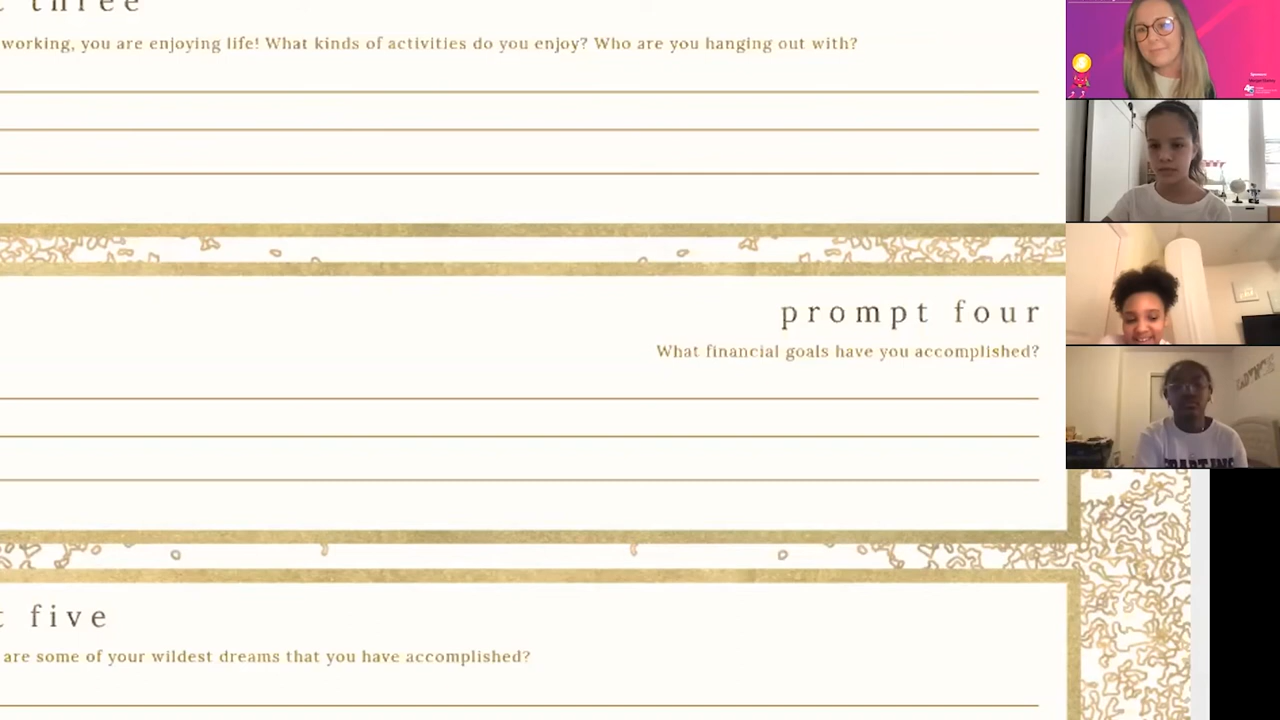 t three
working, you are enjoying life! What kinds of activities do you enjoy? Who are you hanging out with?
prompt four
What financial goals have you accomplished?
t five
are some of your wildest dreams that you have accomplished?